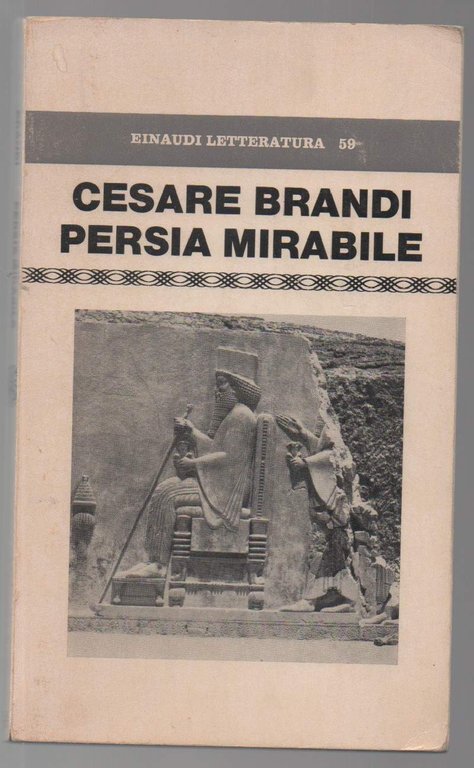 EINAUDI LETTERATURA 59
CESARE BRANDI
PERSIA MIRABILE